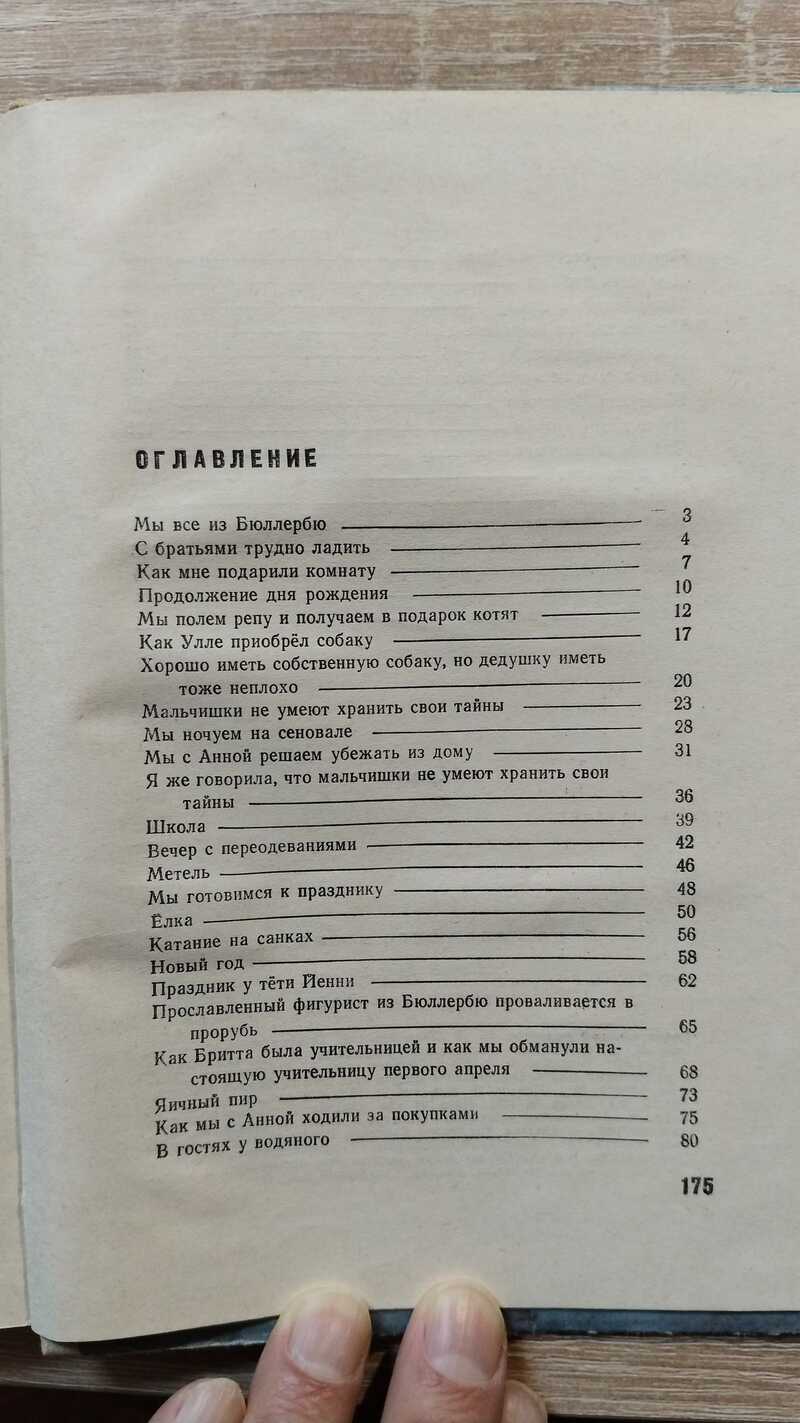 ОГЛАВЛЕНИЕ
Мы все из Бюллербю 3
С братьями трудно ладить 4
Как мне подарили комнату 7
Продолжение дня рождения 10
Мы полем репу и получаем в подарок котят 12
Как Улле приобрёл собаку 17
Хорошо иметь собственную собаку, но дедушку иметь
тоже неплохо 20
Мальчишки не умеют хранить свои тайны 23
Мы ночуем на сеновале 28
Мы с Анной решаем убежать из дому 31
Я же говорила, что мальчишки не умеют хранить свои
тайны 36
Школа 39
Вечер с переодеваниями 42
Метель 46
Мы готовимся к празднику 48
Ёлка 50
Катание на санках 56
Новый год 58
Праздник у тёти Йенни 62
Прославленный фигурист из Бюллербю проваливается в
прорубь 65
Как Бритта была учительницей и как мы обманули на-
стоящую учительницу первого апреля 68
Яичный пир 73
Как мы с Анной ходили за покупками 75
В гостях у водяного 80
175